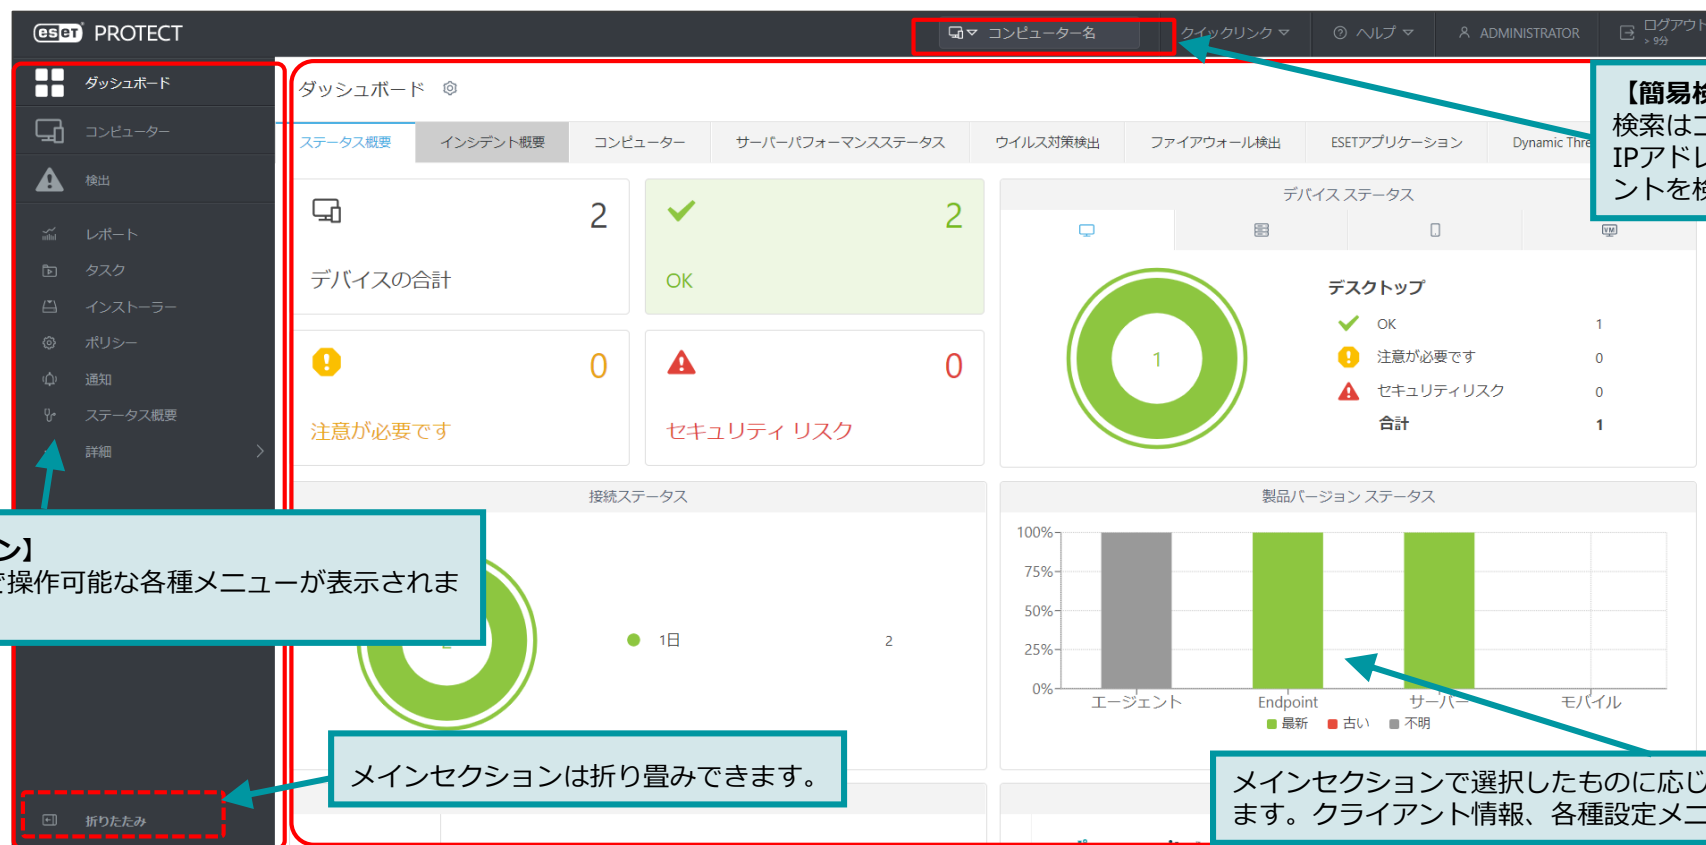 eset PROTECT
コンピューター名
クイックリンク
ヘルプ
ADMINISTRATOR
ログアウト
> 9分
ダッシュボード
コンピューター
検出
レポート
タスク
インストーラー
ポリシー
通知
ステータス概要
詳細
折りたたみ
ダッシュボード
ステータス概要
インシデント概要
コンピューター
サーバーパフォーマンスステータス
ウイルス対策検出
ファイアウォール検出
ESETアプリケーション
Dynamic Thre
【簡易検
検索はコ
IPアドレ
ントを検
2
デバイスの合計
2
OK
0
注意が必要です
0
セキュリティ リスク
デバイス ステータス
VM
1
デスクトップ
OK 1
注意が必要です 0
セキュリティリスク 0
合計 1
接続ステータス
1日 2
製品バージョン ステータス
100%
75%
50%
25%
0%
エージェント
Endpoint
サーバー
モバイル
最新
古い
不明
ン】
で操作可能な各種メニューが表示されま
メインセクションは折り畳みできます。
メインセクションで選択したものに応じ
ます。クライアント情報、各種設定メニ